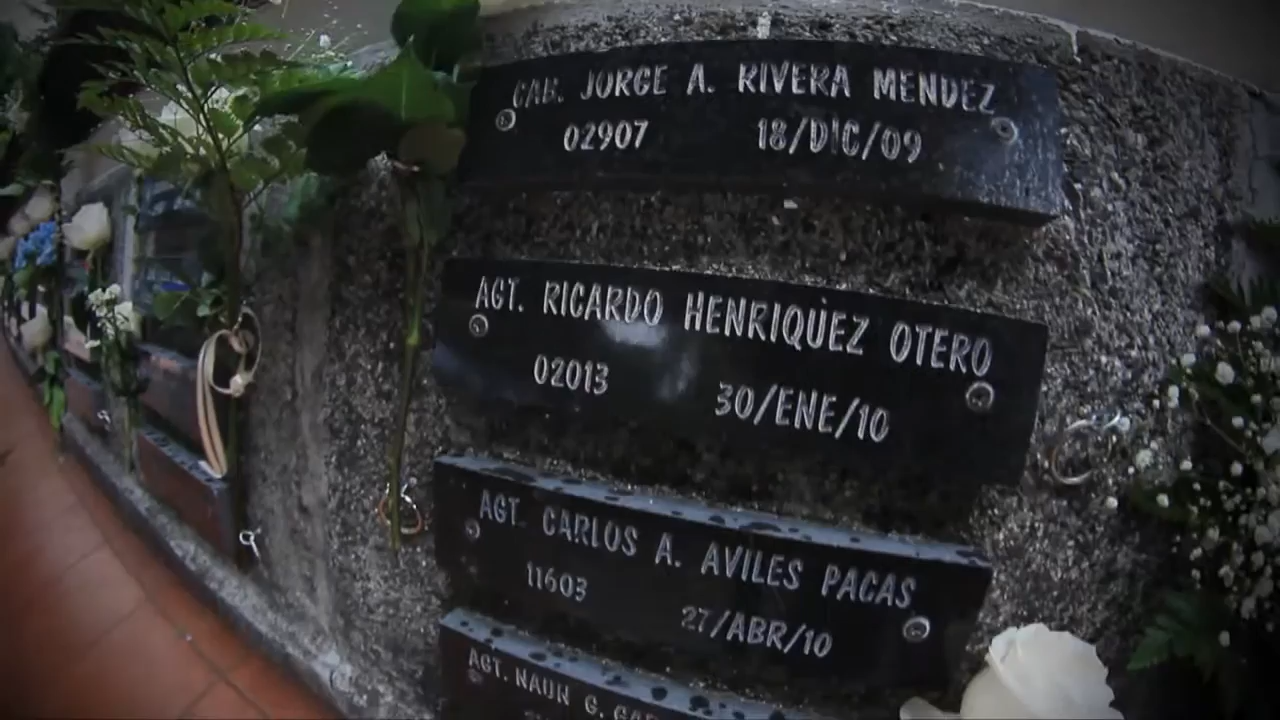 CAB. JORGE A. RIVERA MENDEZ
02907 18/DIC/09
AGT. RICARDO HENRIQUEZ OTERO
02013 30/ENE/10
AGT. CARLOS A. AVILES PACAS
11603 27/ABR/10
AGT. NAUN G.